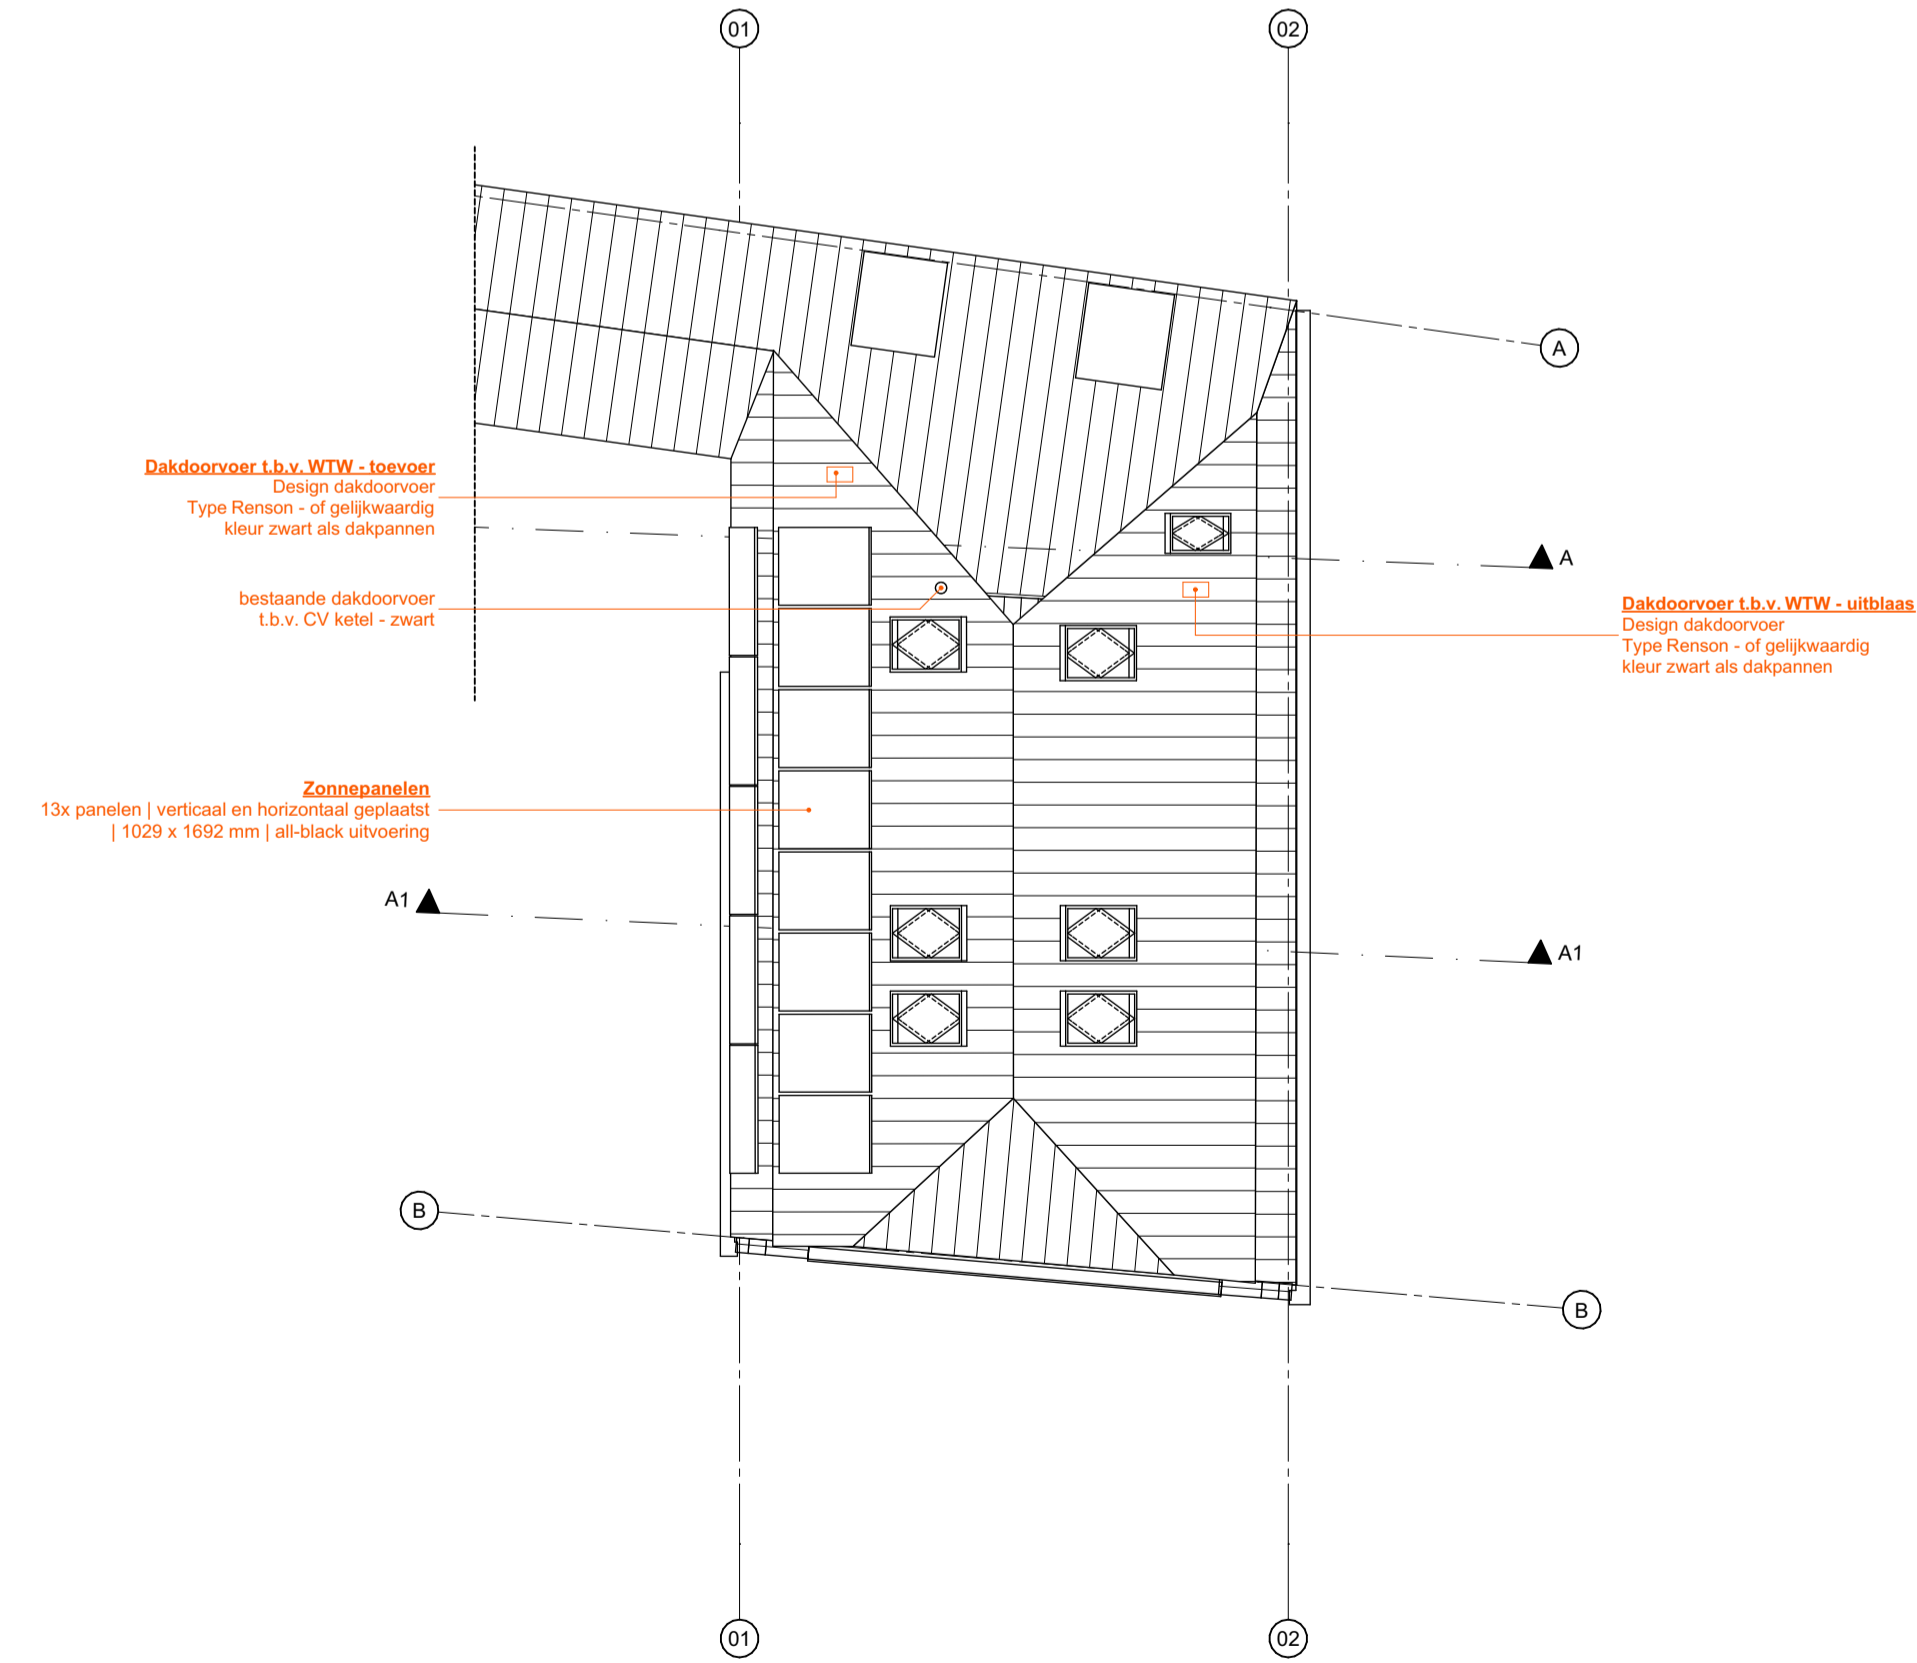 01
02
A
Dakdoorvoer t.b.v. WTW - toevoer
Design dakdoorvoer
Type Renson - of gelijkwaardig
kleur zwart als dakpannen
A
bestaande dakdoorvoer
t.b.v. CV ketel - zwart
Dakdoorvoer t.b.v. WTW - uitblaas
Design dakdoorvoer
Type Renson - of gelijkwaardig
kleur zwart als dakpannen
Zonnepanelen
13x panelen | verticaal en horizontaal geplaatst
| 1029 x 1692 mm | all-black uitvoering
A1
A1
B
B
01
02